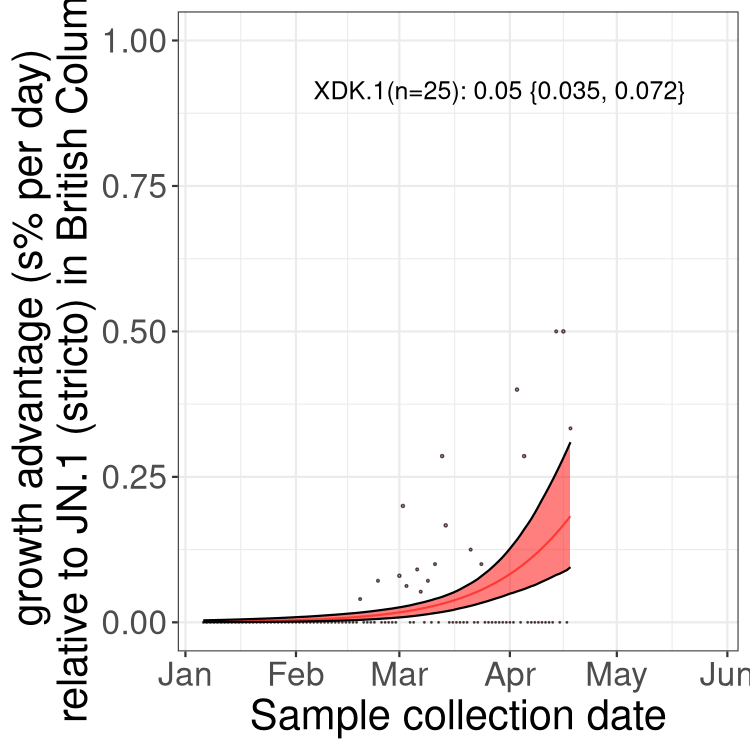 growth advantage (s% per day)
relative to JN.1 (stricto) in British Colum
1.00
0.75
0.50
0.25
0.00
XDK.1(n=25): 0.05 {0.035, 0.072}
Jan Feb Mar Apr May Jun
Sample collection date